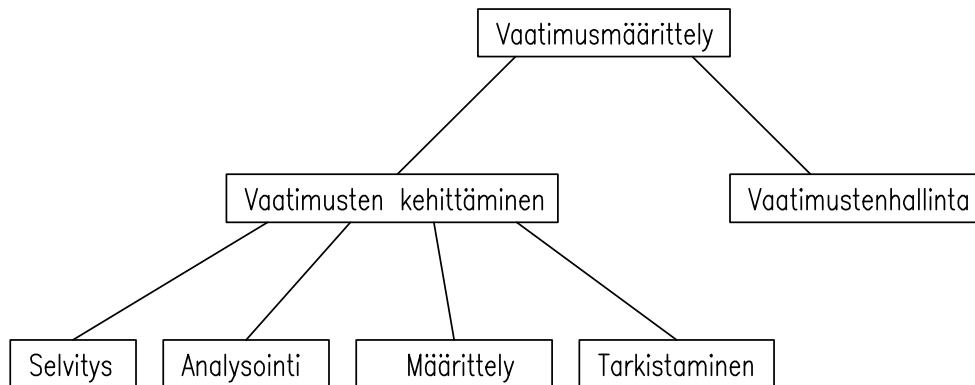 Vaatimusmäärittely
Vaatimusten kehittäminen
Vaatimustenhallinta
Selvitys
Analysointi
Määrittely
Tarkistaminen